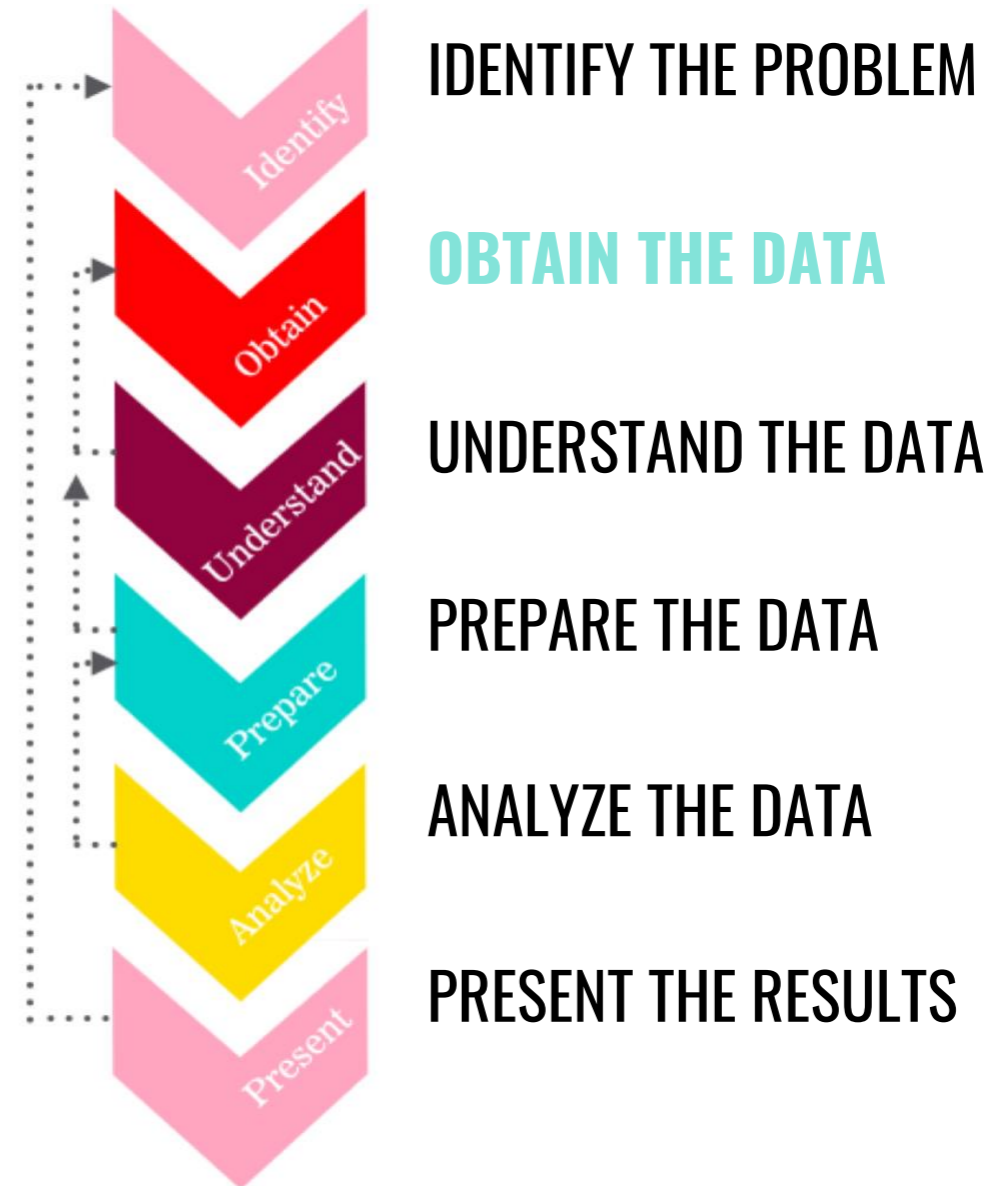 IDENTIFY THE PROBLEM
Identify
OBTAIN THE DATA
Obtain
UNDERSTAND THE DATA
Understand
PREPARE THE DATA
Prepare
ANALYZE THE DATA
Analyze
PRESENT THE RESULTS
Present